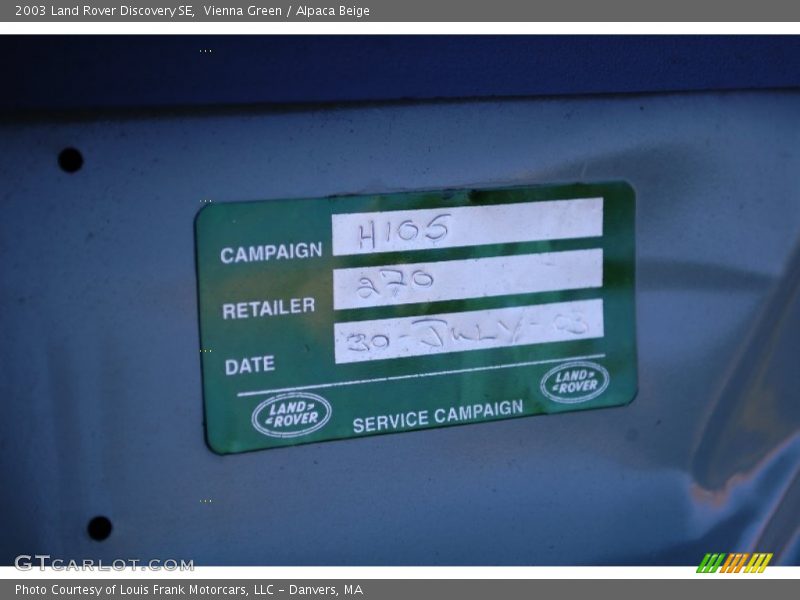 2003 Land Rover Discovery SE, Vienna Green / Alpaca Beige
CAMPAIGN H105
RETAILER 270
DATE 30-JULY-03
LAND ROVER SERVICE CAMPAIGN LAND ROVER
GTCARLOT.COM
Photo Courtesy of Louis Frank Motorcars, LLC – Danvers, MA